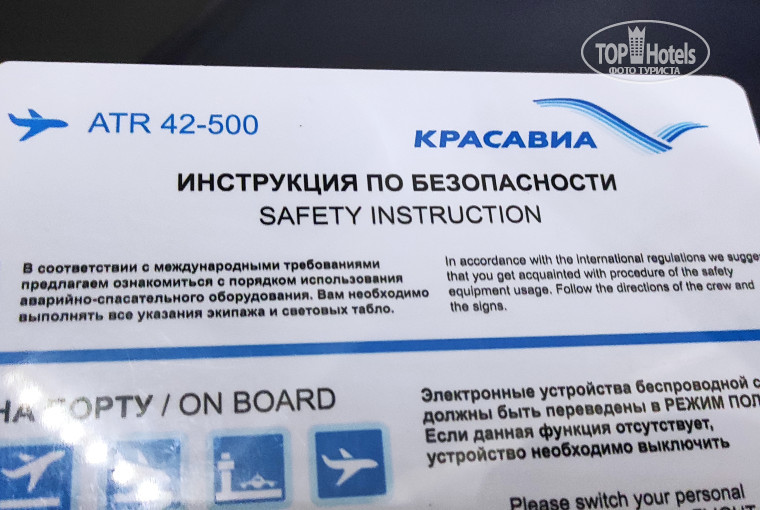 TOP Hotels
ФОТО ТУРИСТА
ATR 42-500
КРАСАВИА
ИНСТРУКЦИЯ ПО БЕЗОПАСНОСТИ
SAFETY INSTRUCTION
В соответствии с международными требованиями
предлагаем ознакомиться с порядком использования
аварийно-спасательного оборудования. Вам необходимо
выполнять все указания экипажа и световых табло.
In accordance with the international regulations we sugges
that you get acquainted with procedure of the safety
equipment usage. Follow the directions of the crew and
the signs.
НА БОРТУ / ON BOARD
Электронные устройства беспроводной с
должны быть переведены в РЕЖИМ ПОЛ
Если данная функция отсутствует,
устройство необходимо выключить
Please switch your personal